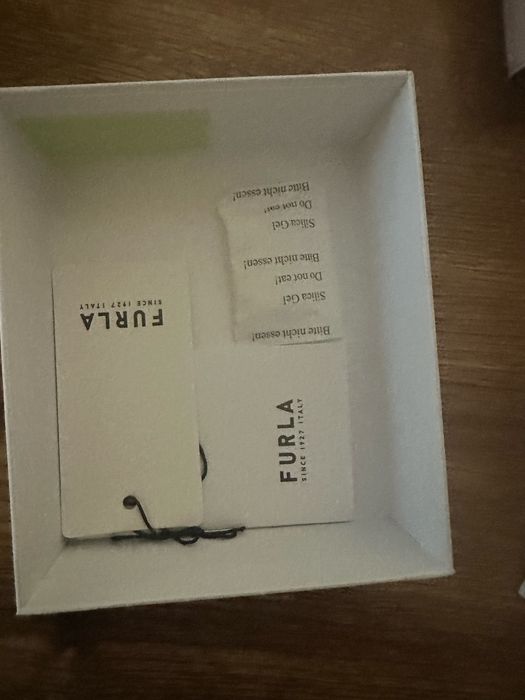 FURLA
SINCE 1927 ITALY
Bitte nicht essen!
Silica Gel
Do not eat!
Bitte nicht essen!
Silica Gel
Do not eat!
Bitte nicht essen!
FURLA
SINCE 1927 ITALY